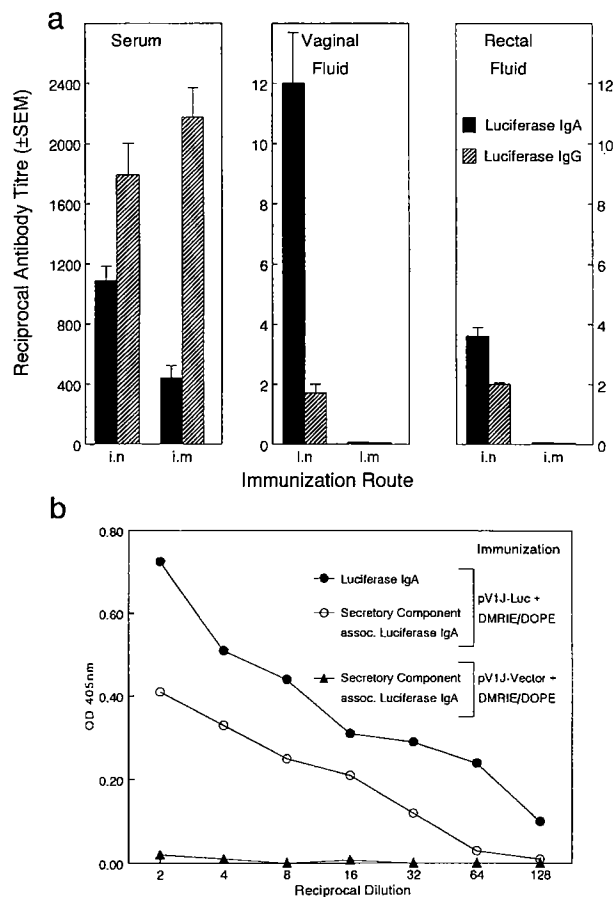 a
Serum
Vaginal
Fluid
Rectal
Fluid
Luciferase IgA
Luciferase IgG
Reciprocal Antibody Titre (±SEM)
2400
2100
1800
1200
1000
800
400
0
12
10
8
6
4
2
0
12
10
8
6
4
2
0
i.n
i.m
I.n
I.m
i.n
i.m
Immunization Route
b
0.80
0.60
0.40
0.20
0.00
OD 405nm
Immunization
Luciferase IgA
Secretory Component
assoc. Luciferase IgA
pV1J-Luc +
DMRIE/DOPE
Secretory Component
assoc. Luciferase IgA
pV1J-Vector +
DMRIE/DOPE
2
4
8
16
32
64
128
Reciprocal Dilution